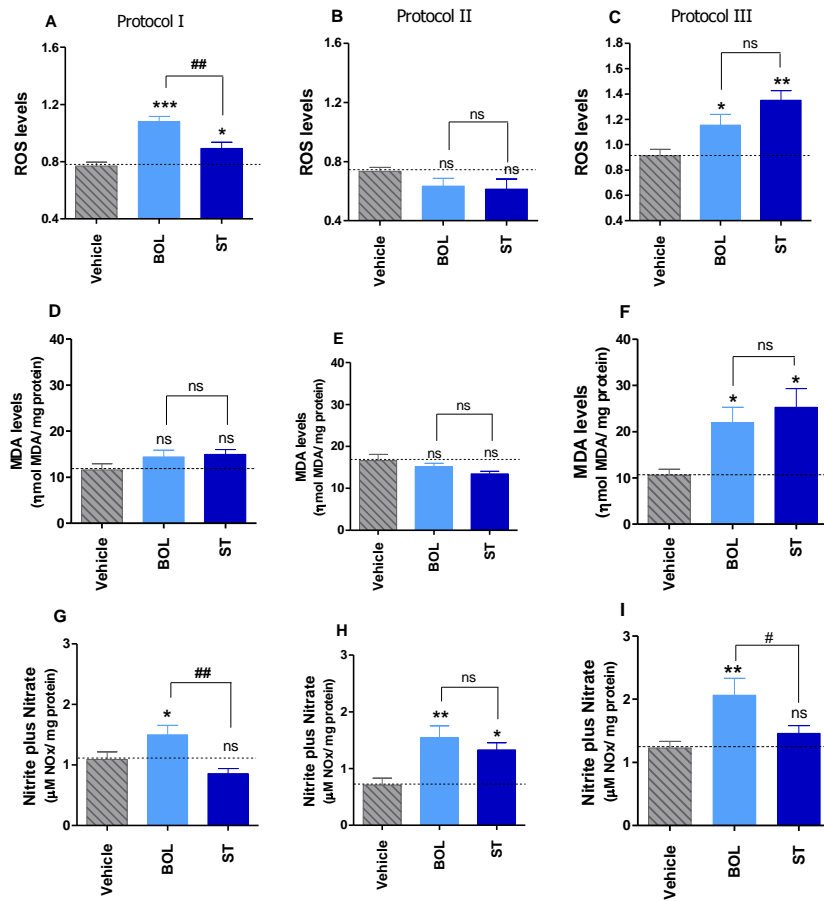 A
Protocol I
ROS levels
1.6
1.2
0.8
0.4
##
***
*
Vehicle
BOL
ST
B
Protocol II
ROS levels
1.6
1.2
0.8
0.4
ns
ns
ns
Vehicle
BOL
ST
C
Protocol III
ROS levels
1.8
1.6
1.4
1.2
1.0
0.8
0.6
0.4
ns
*
**
Vehicle
BOL
ST
D
MDA levels
(ηmol MDA/ mg protein)
40
30
20
10
0
ns
ns
ns
Vehicle
BOL
ST
E
MDA levels
(ηmol MDA/ mg protein)
40
30
20
10
0
ns
ns
ns
Vehicle
BOL
ST
F
MDA levels
(ηmol MDA/ mg protein)
40
30
20
10
0
ns
*
*
Vehicle
BOL
ST
G
Nitrite plus Nitrate
(µM NOx/ mg protein)
3
2
1
0
##
*
ns
Vehicle
BOL
ST
H
Nitrite plus Nitrate
(µM NOx/ mg protein)
3
2
1
0
ns
**
*
Vehicle
BOL
ST
I
Nitrite plus Nitrate
(µM NOx/ mg protein)
3
2
1
0
#
**
ns
Vehicle
BOL
ST